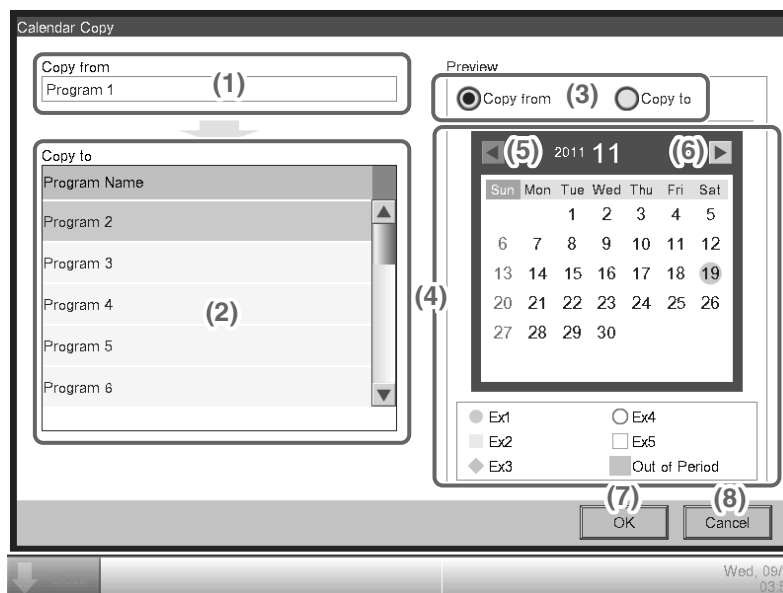 Calendar Copy
Copy from
Program 1
(1)
Copy to
Program Name
Program 2
Program 3
Program 4
Program 5
Program 6
(2)
Preview
Copy from (3) Copy to
(4)
(5) 2011 11 (6)
Sun Mon Tue Wed Thu Fri Sat
1 2 3 4 5
6 7 8 9 10 11 12
13 14 15 16 17 18 19
20 21 22 23 24 25 26
27 28 29 30
Ex1 Ex4
Ex2 Ex5
Ex3 Out of Period
(7) (8)
OK Cancel
Wed, 09/